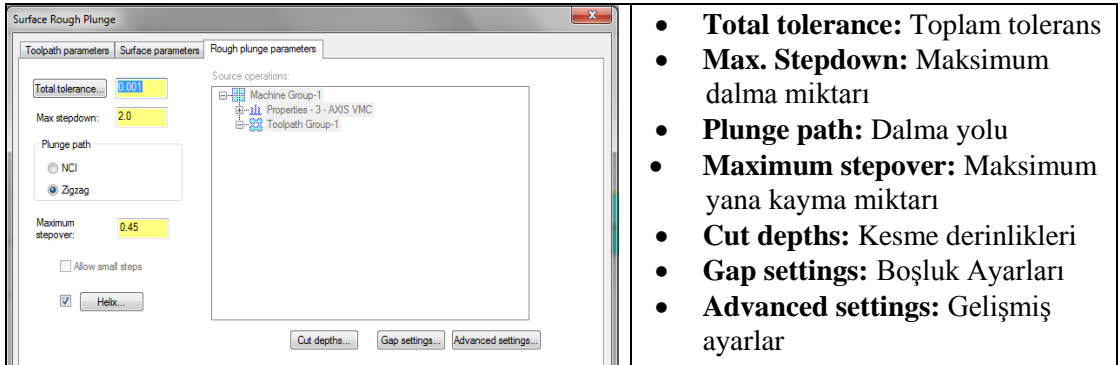 Surface Rough Plunge
Toolpath parameters Surface parameters Rough plunge parameters
Total tolerance... 0.001
Max stepdown: 2.0
Plunge path
NCI
Zigzag
Maximum
stepover: 0.45
Allow small steps
Helix...
Source operations:
Machine Group-1
Properties - 3 - AXIS VMC
Toolpath Group-1
Cut depths... Gap settings... Advanced settings...
• Total tolerance: Toplam tolerans
• Max. Stepdown: Maksimum
dalma miktarı
• Plunge path: Dalma yolu
• Maximum stepover: Maksimum
yana kayma miktarı
• Cut depths: Kesme derinlikleri
• Gap settings: Boşluk Ayarları
• Advanced settings: Gelişmiş
ayarlar